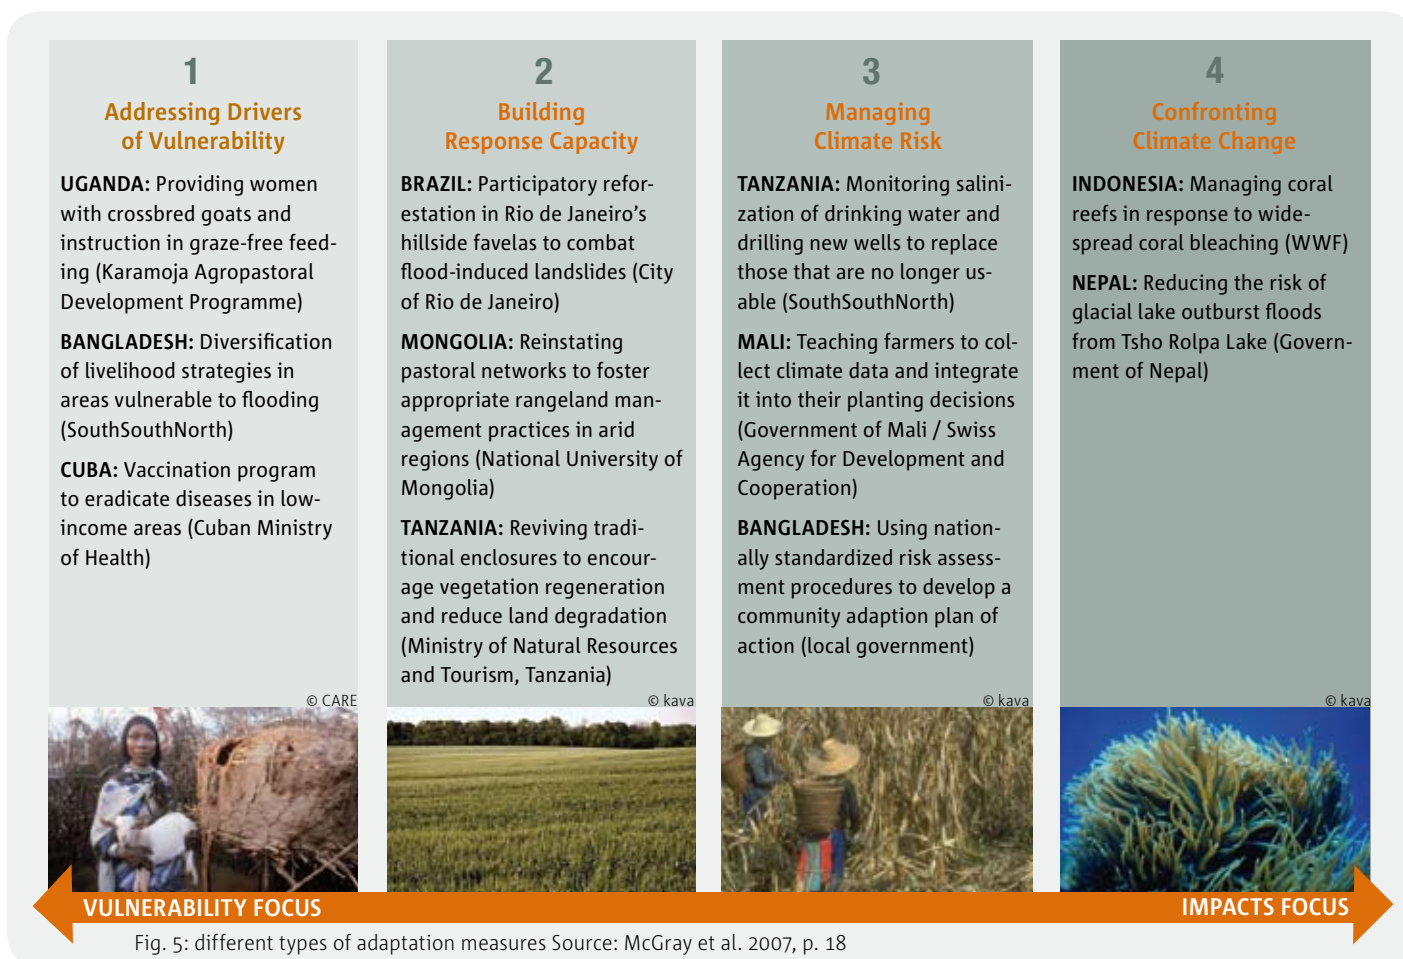 1
Addressing Drivers
of Vulnerability
UGANDA: Providing women
with crossbred goats and
instruction in graze-free feed-
ing (Karamoja Agropastoral
Development Programme)
BANGLADESH: Diversification
of livelihood strategies in
areas vulnerable to flooding
(SouthSouthNorth)
CUBA: Vaccination program
to eradicate diseases in low-
income areas (Cuban Ministry
of Health)
© CARE
2
Building
Response Capacity
BRAZIL: Participatory refor-
estation in Rio de Janeiro’s
hillside favelas to combat
flood-induced landslides (City
of Rio de Janeiro)
MONGOLIA: Reinstating
pastoral networks to foster
appropriate rangeland man-
agement practices in arid
regions (National University of
Mongolia)
TANZANIA: Reviving tradi-
tional enclosures to encour-
age vegetation regeneration
and reduce land degradation
(Ministry of Natural Resources
and Tourism, Tanzania)
© kava
3
Managing
Climate Risk
TANZANIA: Monitoring salini-
zation of drinking water and
drilling new wells to replace
those that are no longer us-
able (SouthSouthNorth)
MALI: Teaching farmers to col-
lect climate data and integrate
it into their planting decisions
(Government of Mali / Swiss
Agency for Development and
Cooperation)
BANGLADESH: Using nation-
ally standardized risk assess-
ment procedures to develop a
community adaption plan of
action (local government)
© kava
4
Confronting
Climate Change
INDONESIA: Managing coral
reefs in response to wide-
spread coral bleaching (WWF)
NEPAL: Reducing the risk of
glacial lake outburst floods
from Tsho Rolpa Lake (Govern-
ment of Nepal)
© kava
VULNERABILITY FOCUS
IMPACTS FOCUS
Fig. 5: different types of adaptation measures Source: McGray et al. 2007, p. 18